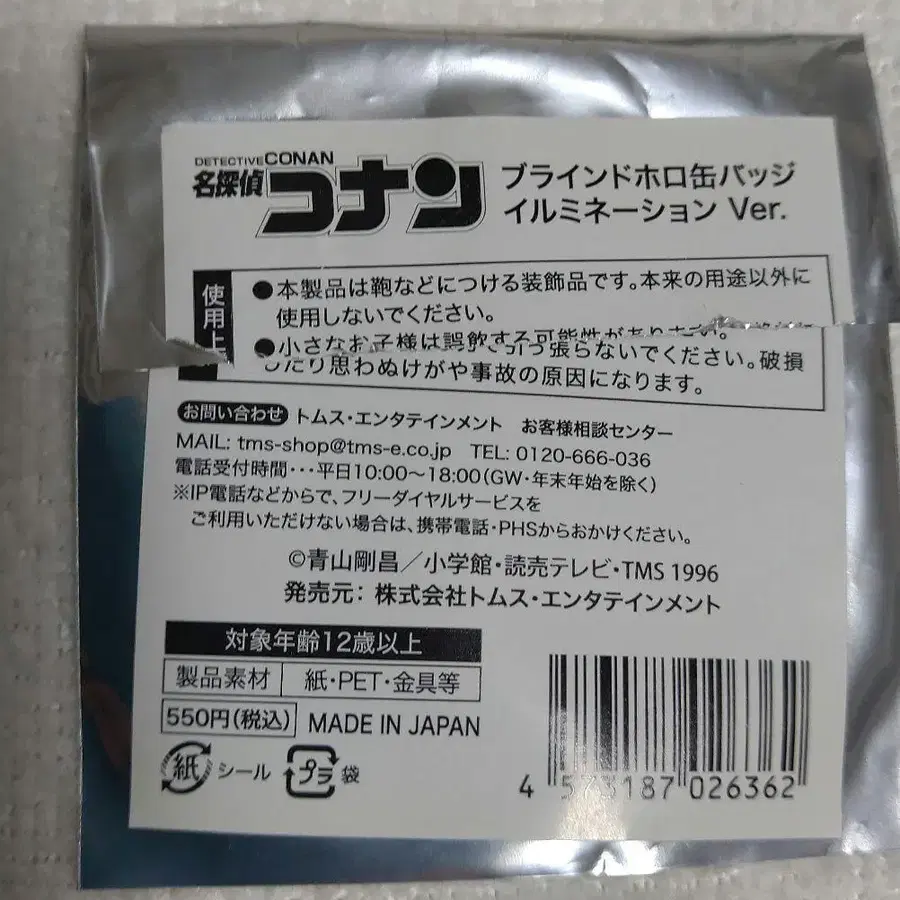 DETECTIVE CONAN
名探偵コナン
ブラインドホロ缶バッジ
イルミネーション Ver.
使用上
●本製品は鞄などにつける装飾品です。本来の用途以外に
使用しないでください。
●小さなお子様は誤飲する可能性があります。
引っ張らないでください。破損
したり思わぬけがや事故の原因になります。
お問い合わせ トムス・エンタテインメント お客様相談センター
MAIL: tms-shop@tms-e.co.jp TEL: 0120-666-036
電話受付時間・・・平日10:00〜18:00(GW・年末年始を除く)
※IP電話などからで、フリーダイヤルサービスを
ご利用いただけない場合は、携帯電話・PHSからおかけください。
©青山剛昌／小学館・読売テレビ・TMS 1996
発売元：株式会社トムス・エンタテインメント
対象年齢12歳以上
製品素材 紙・PET・金具等
550円(税込) MADE IN JAPAN
紙 シール プラ 袋
4 573187 026362